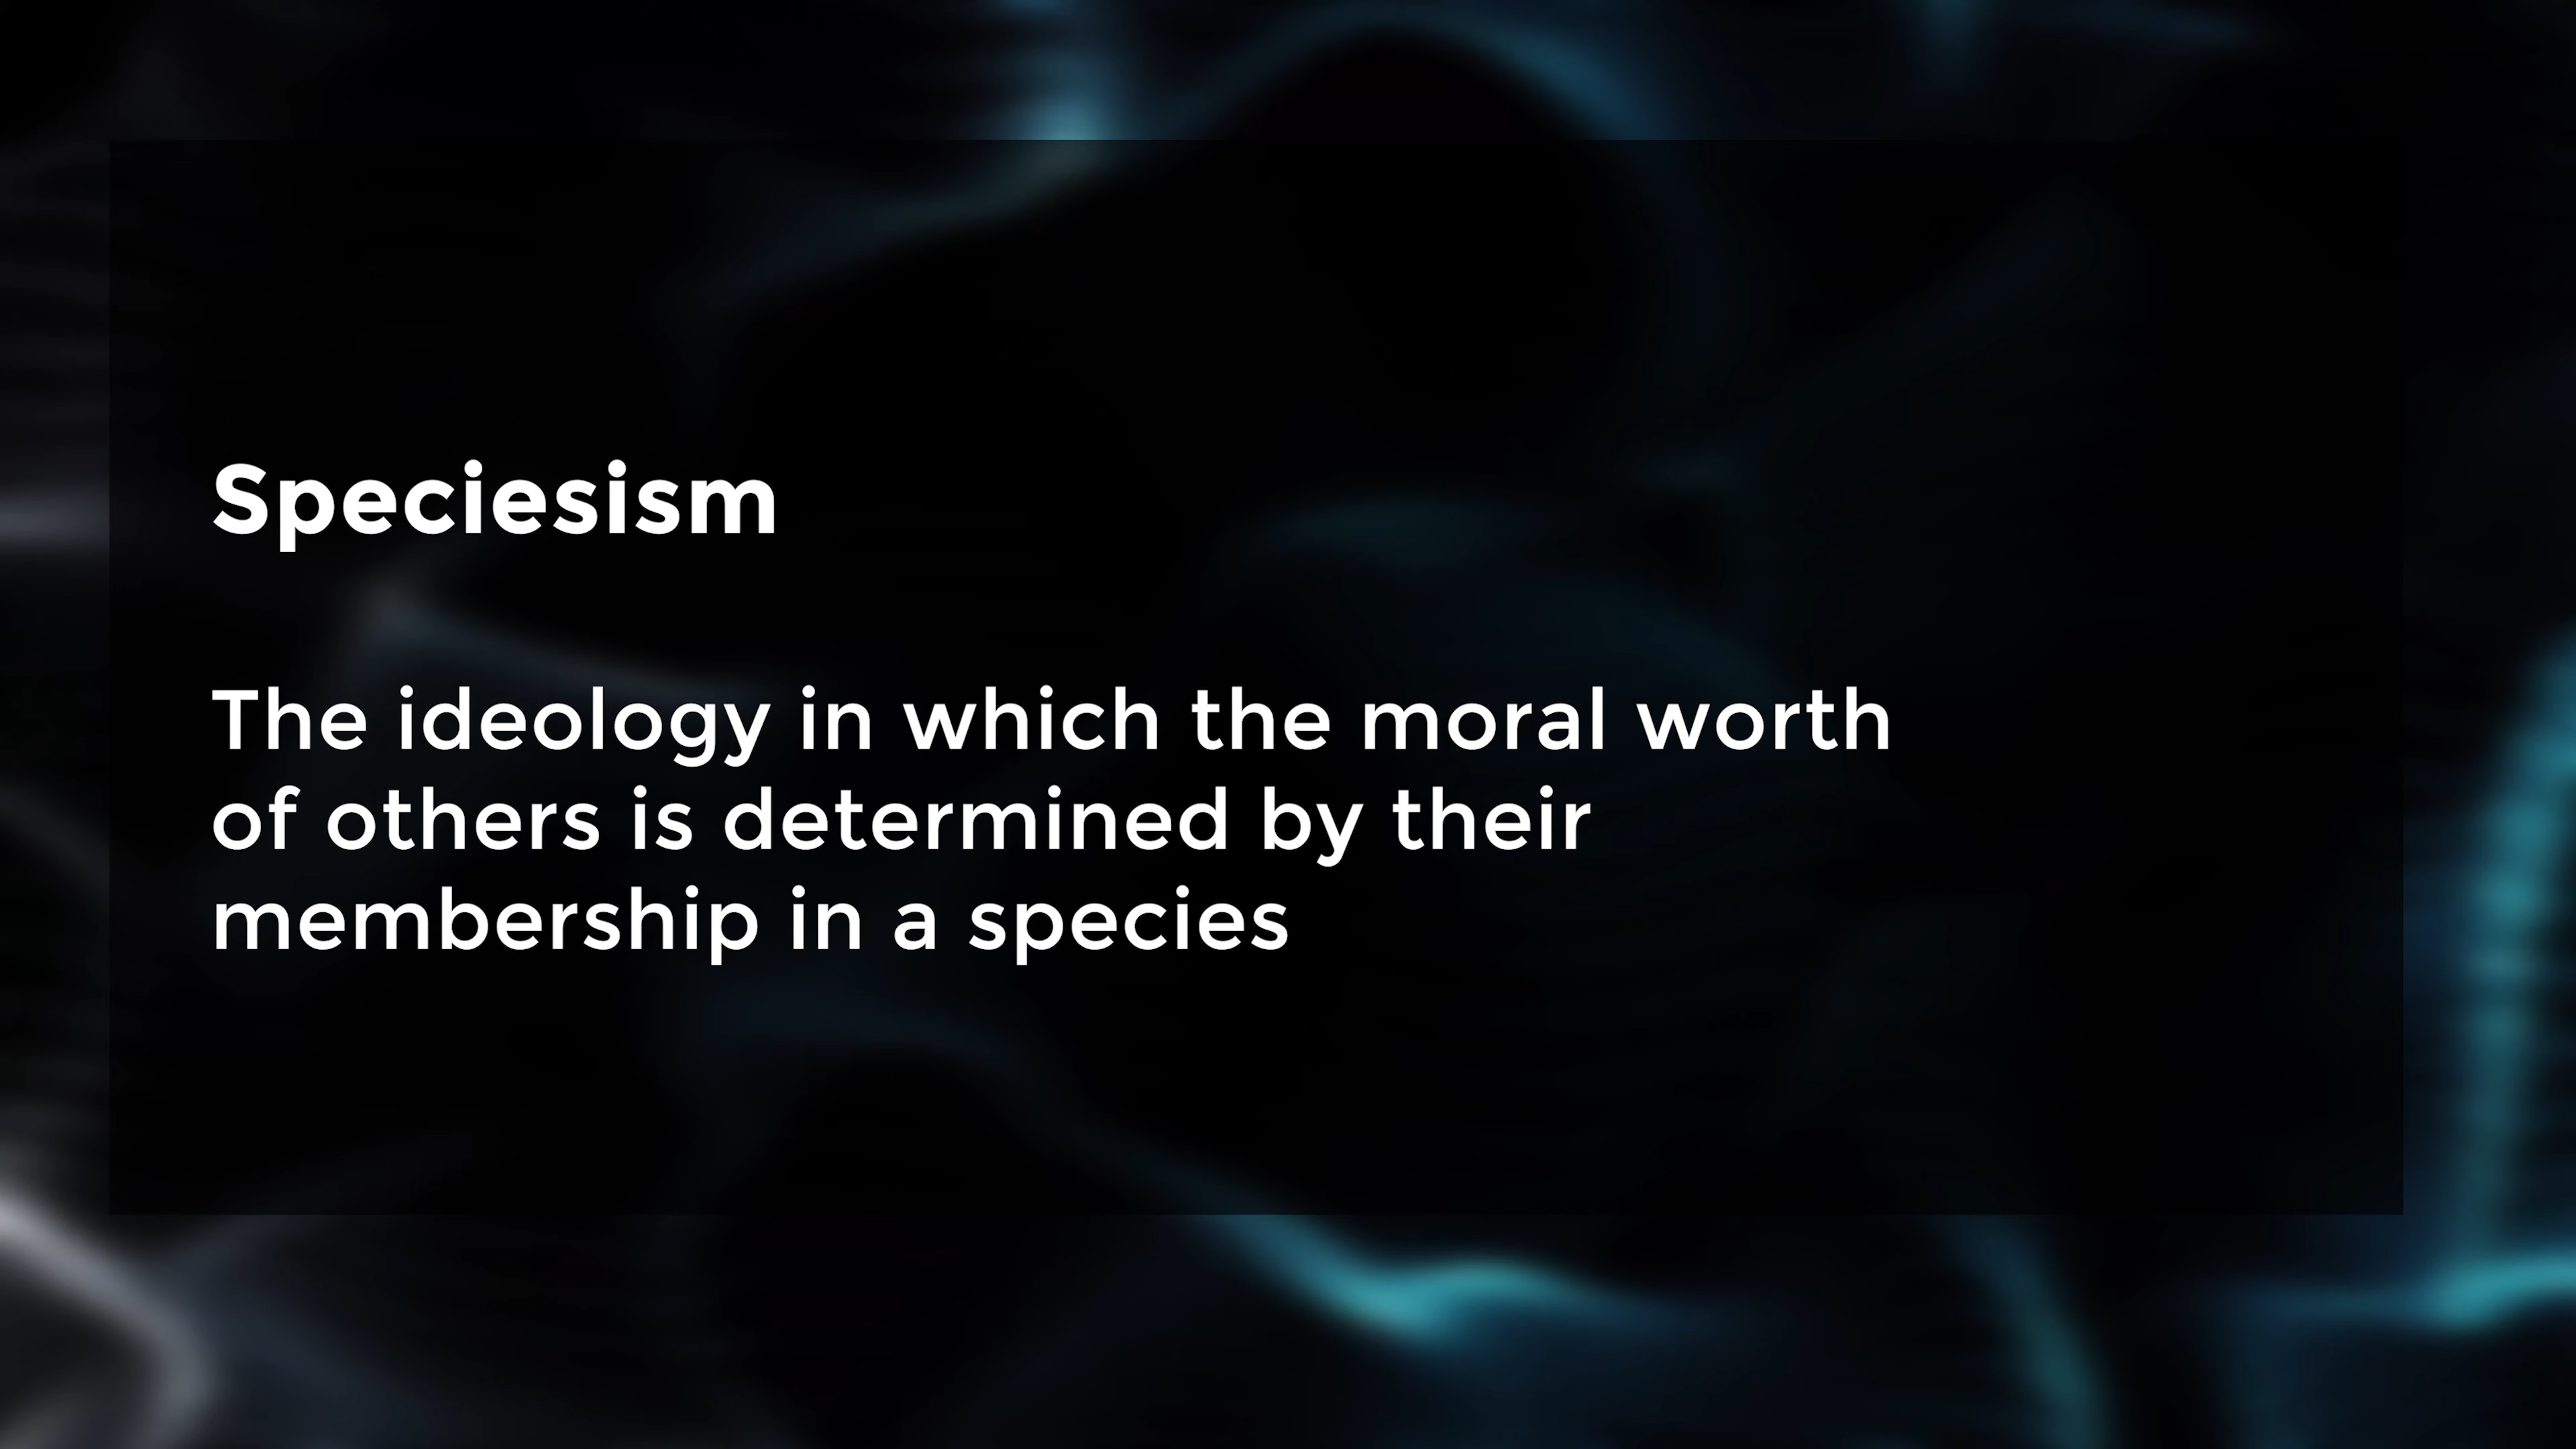 Speciesism
The ideology in which the moral worth
of others is determined by their
membership in a species